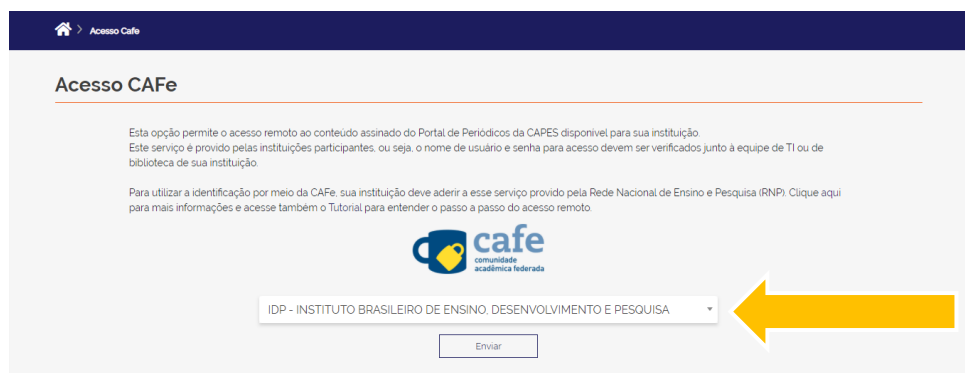 > Acesso Cafe
Acesso CAFe
Esta opção permite o acesso remoto ao conteúdo assinado do Portal de Periódicos da CAPES disponível para sua instituição.
Este serviço é provido pelas instituições participantes, ou seja, o nome de usuário e senha para acesso devem ser verificados junto à equipe de TI ou de
biblioteca de sua instituição.
Para utilizar a identificação por meio da CAFe, sua instituição deve aderir a esse serviço provido pela Rede Nacional de Ensino e Pesquisa (RNP). Clique aqui
para mais informações e acesse também o Tutorial para entender o passo a passo do acesso remoto.
cafe
comunidade
acadêmica federada
IDP - INSTITUTO BRASILEIRO DE ENSINO, DESENVOLVIMENTO E PESQUISA
Enviar